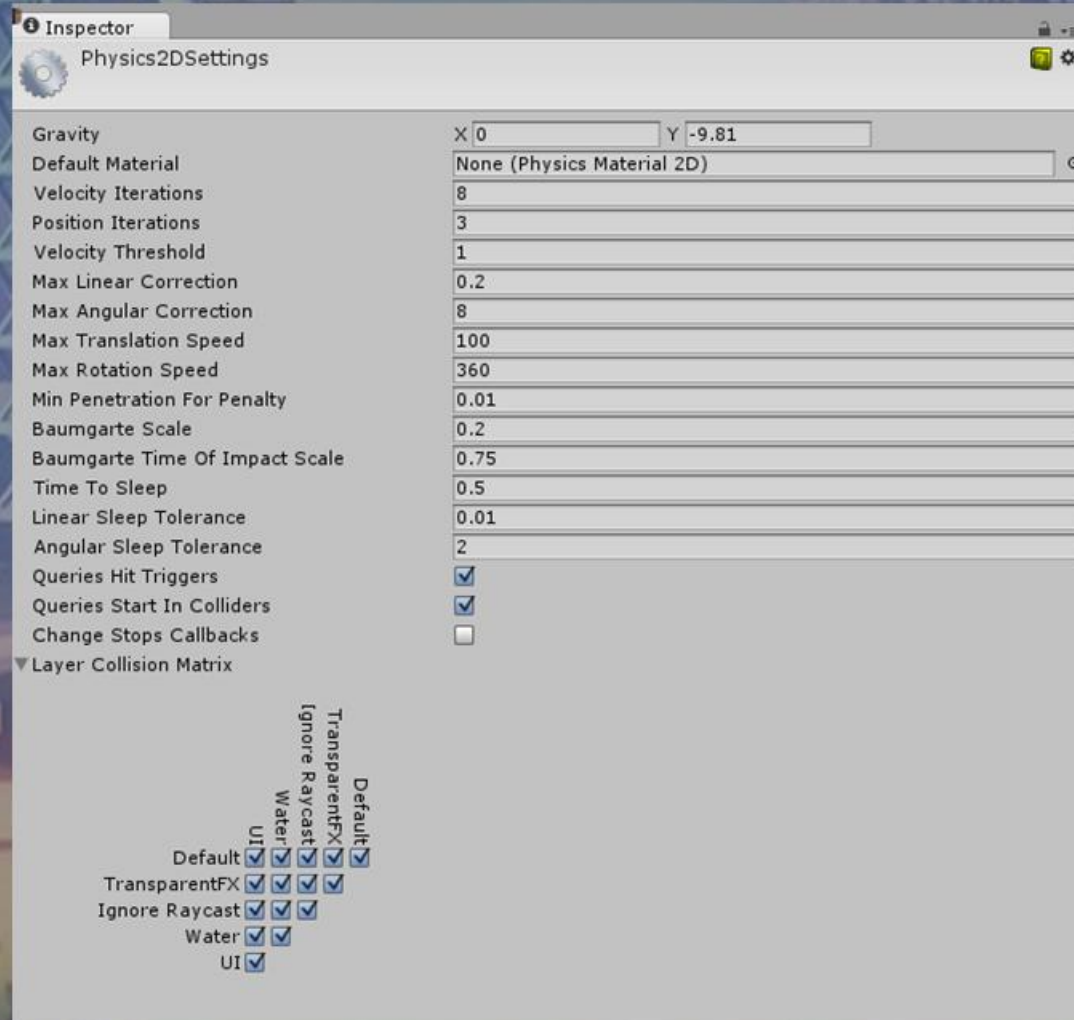 Inspector
Physics2DSettings
Gravity X 0 Y -9.81
Default Material None (Physics Material 2D)
Velocity Iterations 8
Position Iterations 3
Velocity Threshold 1
Max Linear Correction 0.2
Max Angular Correction 8
Max Translation Speed 100
Max Rotation Speed 360
Min Penetration For Penalty 0.01
Baumgarte Scale 0.2
Baumgarte Time Of Impact Scale 0.75
Time To Sleep 0.5
Linear Sleep Tolerance 0.01
Angular Sleep Tolerance 2
Queries Hit Triggers
Queries Start In Colliders
Change Stops Callbacks
Layer Collision Matrix
UI
Water
Ignore Raycast
TransparentFX
Default
Default
TransparentFX
Ignore Raycast
Water
UI